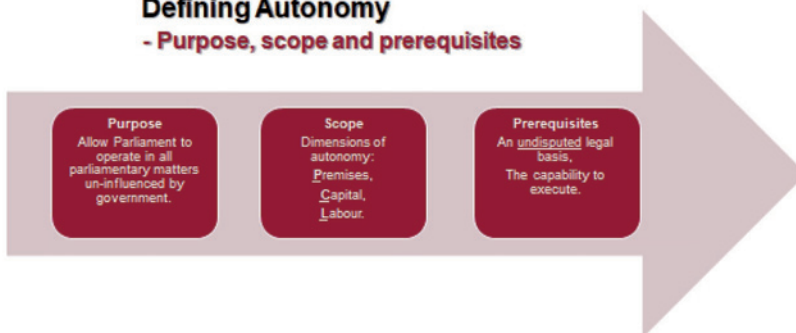 Defining Autonomy
- Purpose, scope and prerequisites
Purpose
Allow Parliament to
operate in all
parliamentary matters
un-influenced by
government.
Scope
Dimensions of
autonomy:
Premises,
Capital,
Labour.
Prerequisites
An undisputed legal
basis,
The capability to
execute.